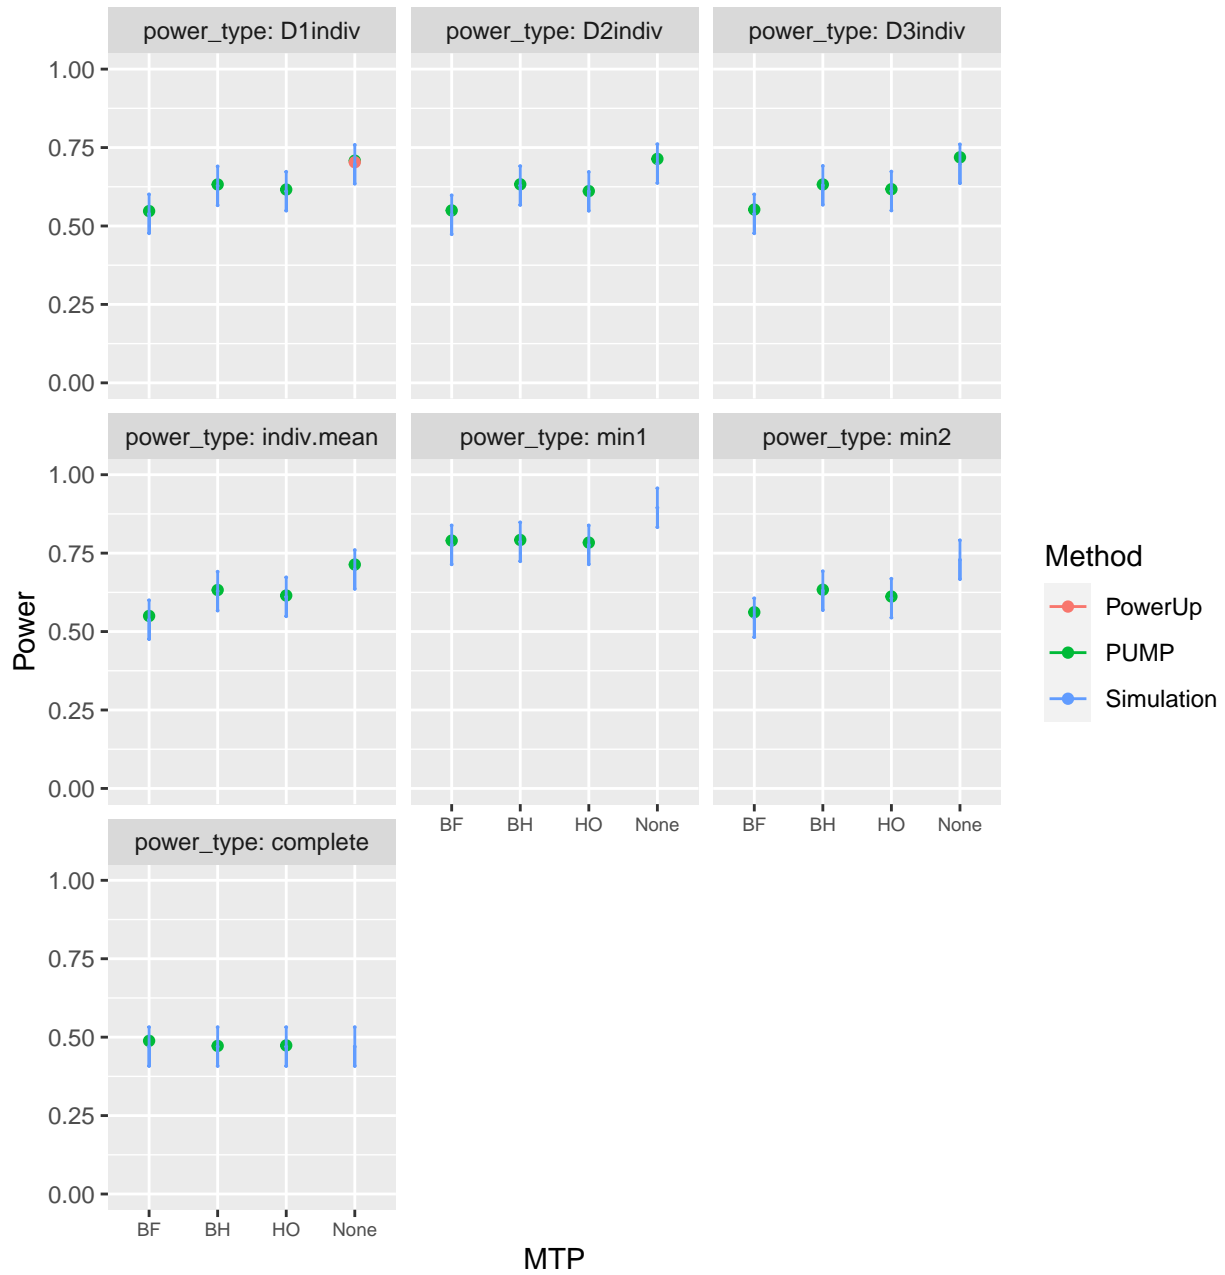 power_type: D1indiv power_type: D2indiv power_type: D3indiv
1.00
0.75
0.50
0.25
0.00
power_type: indiv.mean power_type: min1 power_type: min2
1.00
0.75
0.50
0.25
0.00
BF BH HO None BF BH HO None
power_type: complete
1.00
0.75
0.50
0.25
0.00
BF BH HO None
MTP
Power
Method
PowerUp
PUMP
Simulation